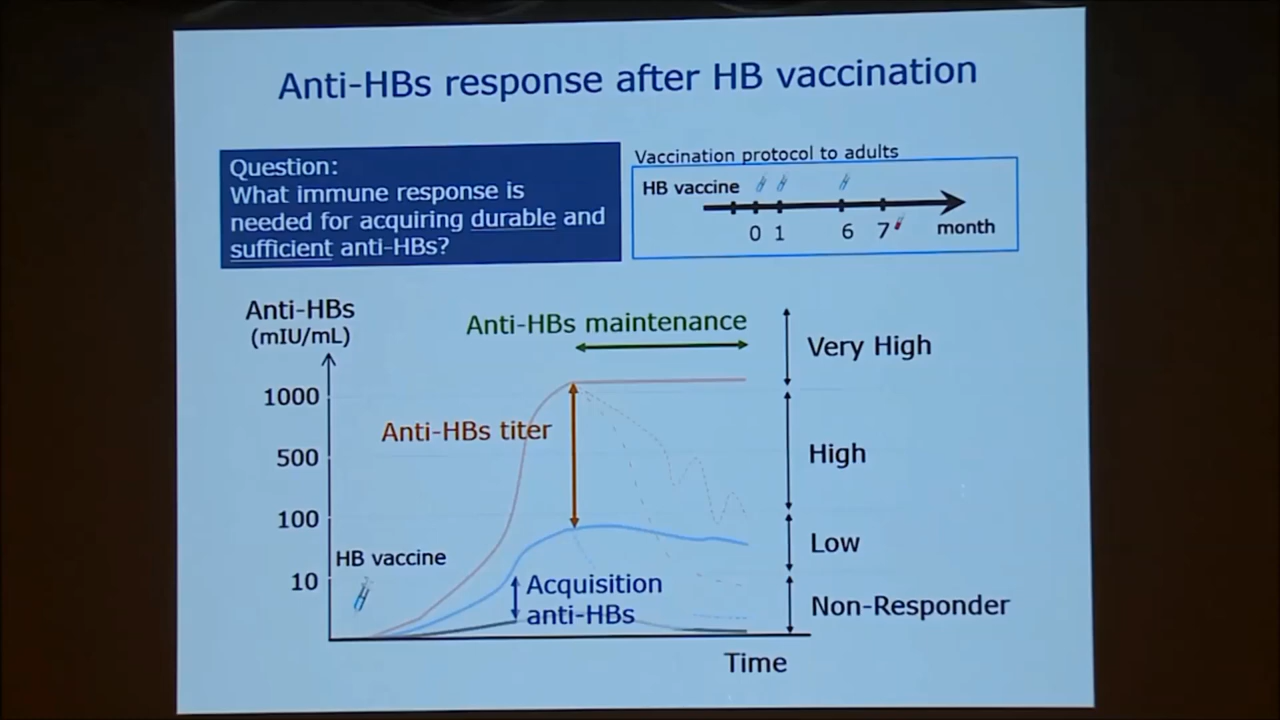 Anti-HBs response after HB vaccination
Question:
What immune response is
needed for acquiring durable and
sufficient anti-HBs?
Vaccination protocol to adults
HB vaccine
0 1 6 7 month
Anti-HBs
(mIU/mL)
Anti-HBs maintenance
Very High
1000
Anti-HBs titer
500
High
100
Low
HB vaccine
10
Acquisition
anti-HBs
Non-Responder
Time